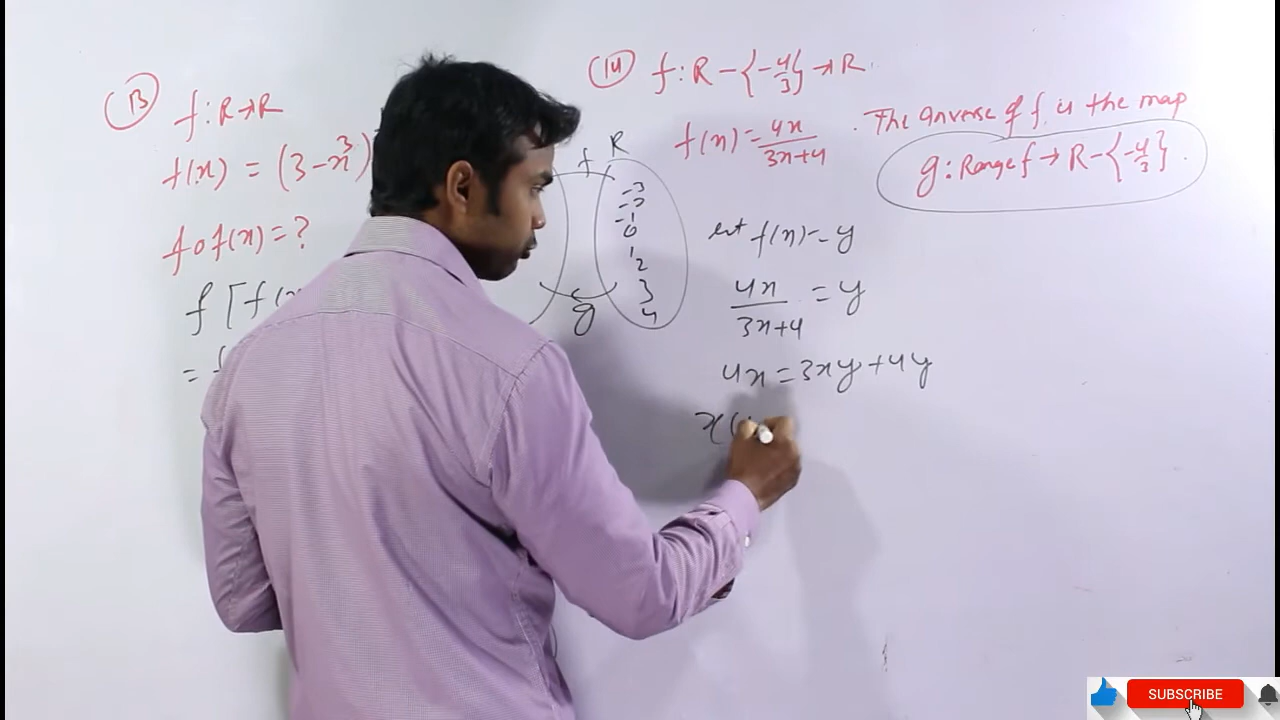 13
f : R→R
f(x) = (3-x³)
fof(x) = ?
f[f(x
=
f
R
-3
-2
-1
0
1
2
3
4
g
14 f : R - {-4/3} → R.
f(x) = 4x/3x+4 . The inverse of f is the map
g : Range f → R - {-4/3}.
let f(x) = y
4x/3x+4 = y
4x = 3xy + 4y
x(
SUBSCRIBE